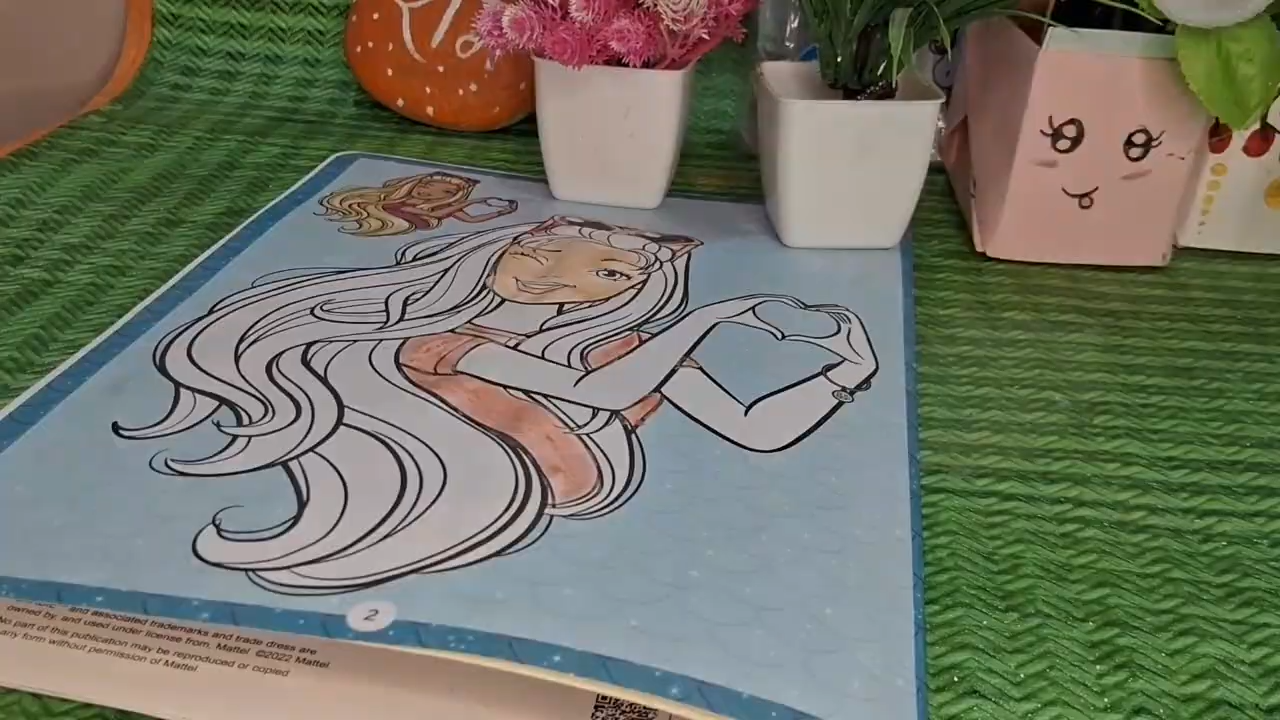 2
and associated trademarks and trade dress are
owned by, and used under license from, Mattel ©2022 Mattel
No part of this publication may be reproduced or copied
any form without permission of Mattel.